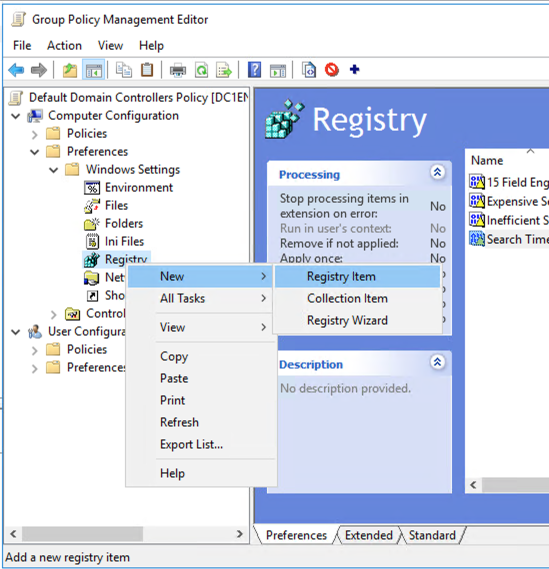 Group Policy Management Editor
File Action View Help
Default Domain Controllers Policy [DC1EN
Computer Configuration
Policies
Preferences
Windows Settings
Environment
Files
Folders
Ini Files
Registry
Control
User Configura
Policies
Preferences
New
All Tasks
View
Copy
Paste
Print
Refresh
Export List...
Help
Registry Item
Collection Item
Registry Wizard
Registry
Processing
Stop processing items in extension on error: No
Run in user's context: No
Remove if not applied: No
Apply once: No
Description
No description provided.
Name
15 Field Eng
Expensive Se
Inefficient S
Search Time
Preferences Extended Standard
Add a new registry item